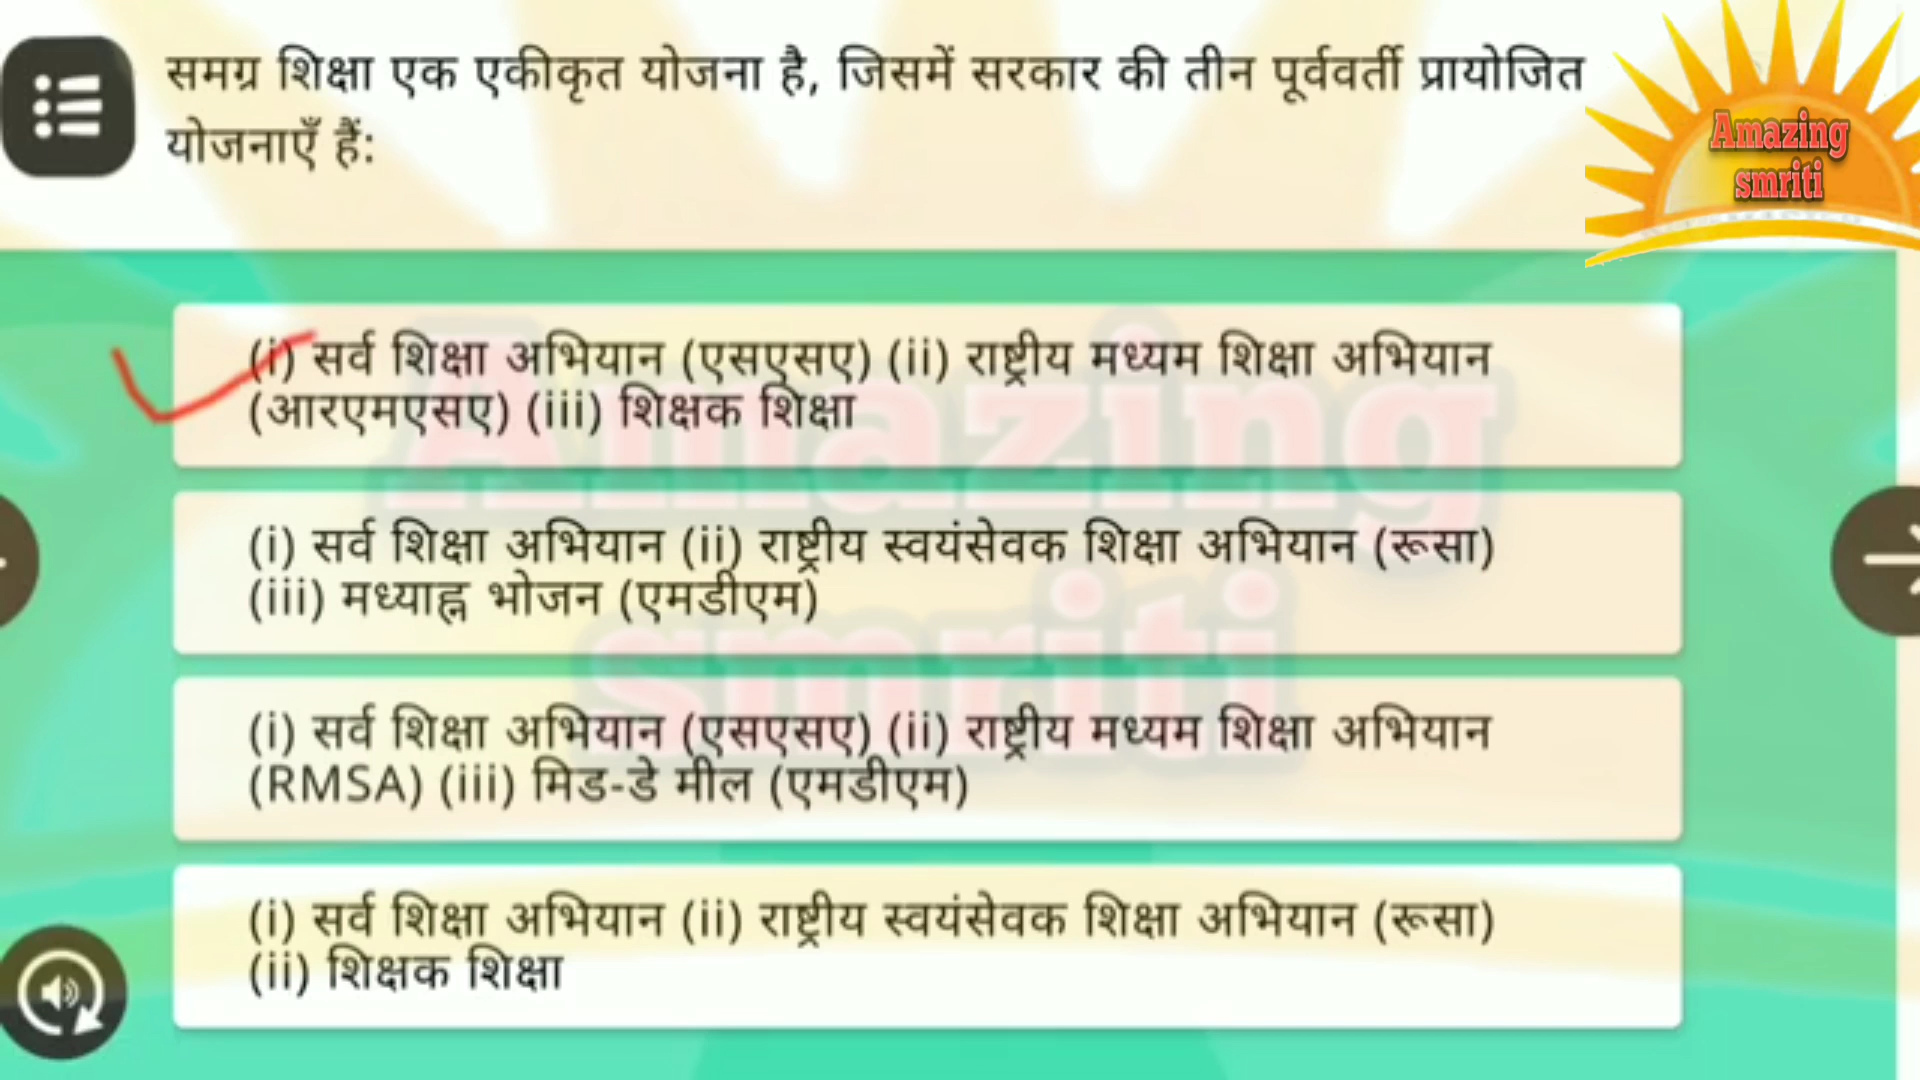 समग्र शिक्षा एक एकीकृत योजना है, जिसमें सरकार की तीन पूर्ववर्ती प्रायोजित
योजनाएँ हैं:
Amazing
smriti
(i) सर्व शिक्षा अभियान (एसएसए) (ii) राष्ट्रीय मध्यम शिक्षा अभियान
(आरएमएसए) (iii) शिक्षक शिक्षा
(i) सर्व शिक्षा अभियान (ii) राष्ट्रीय स्वयंसेवक शिक्षा अभियान (रूसा)
(iii) मध्याह्न भोजन (एमडीएम)
(i) सर्व शिक्षा अभियान (एसएसए) (ii) राष्ट्रीय मध्यम शिक्षा अभियान
(RMSA) (iii) मिड-डे मील (एमडीएम)
(i) सर्व शिक्षा अभियान (ii) राष्ट्रीय स्वयंसेवक शिक्षा अभियान (रूसा)
(ii) शिक्षक शिक्षा
Amazing
smriti